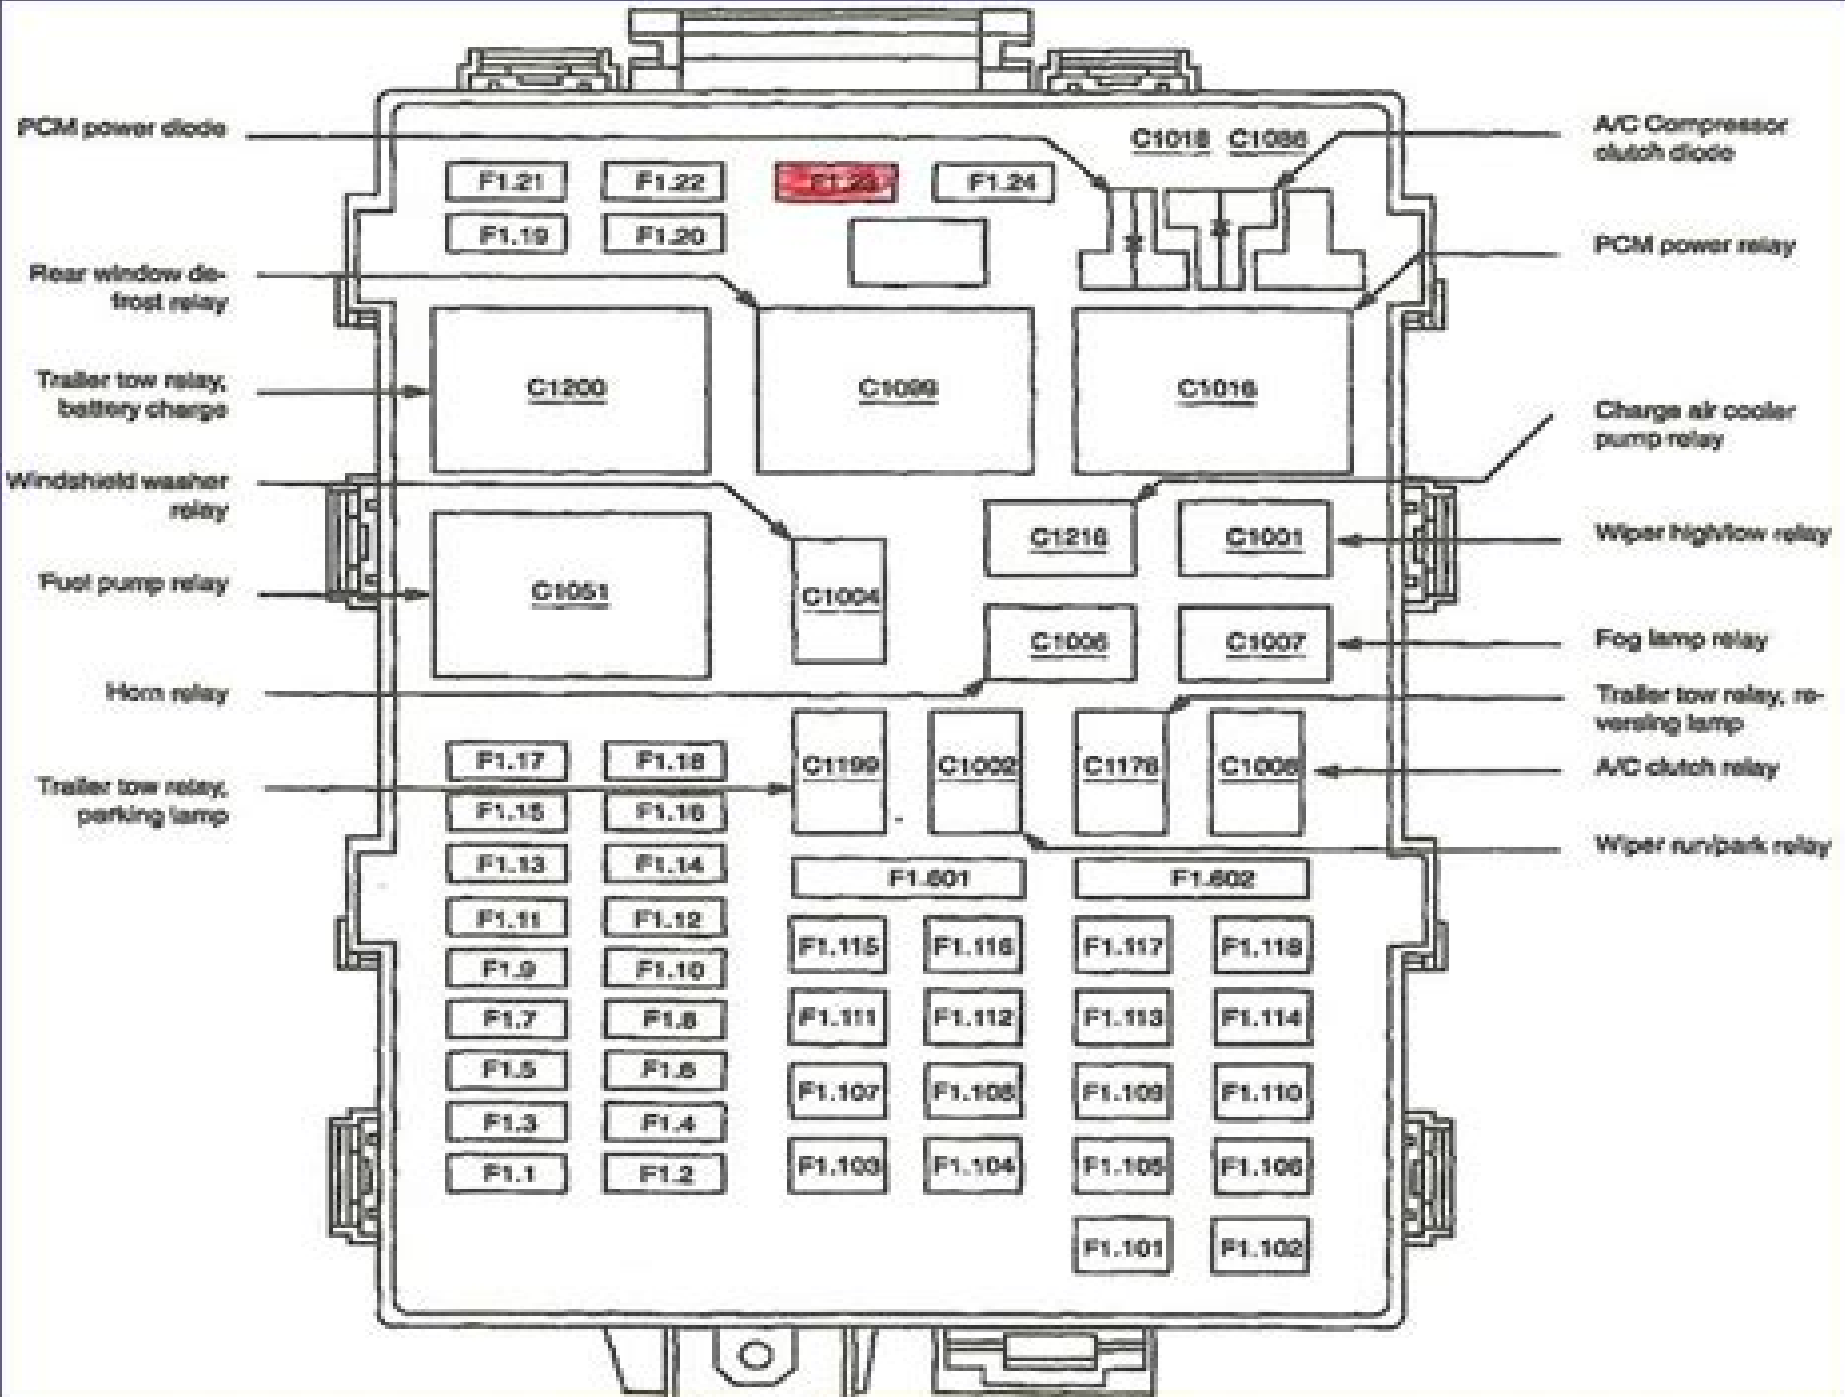 PCM power diode
C1018 C1086
A/C Compressor
clutch diode
F1.21
F1.22
F1.23
F1.24
F1.19
F1.20
PCM power relay
Rear window de-
frost relay
Trailer tow relay,
battery charge
C1200
C1099
C1016
Charge air cooler
pump relay
Windshield washer
relay
C1216
C1001
Wiper high/low relay
Fuel pump relay
C1051
C1004
C1006
C1007
Fog lamp relay
Horn relay
Trailer tow relay, re-
versing lamp
F1.17
F1.18
C1199
C1002
C1176
A/C clutch relay
Trailer tow relay,
parking lamp
F1.15
F1.16
Wiper run/park relay
F1.13
F1.14
F1.601
F1.602
F1.11
F1.12
F1.115
F1.116
F1.117
F1.118
F1.9
F1.10
F1.7
F1.8
F1.111
F1.112
F1.113
F1.114
F1.5
F1.6
F1.107
F1.108
F1.109
F1.110
F1.3
F1.4
F1.1
F1.2
F1.103
F1.104
F1.105
F1.106
F1.101
F1.102